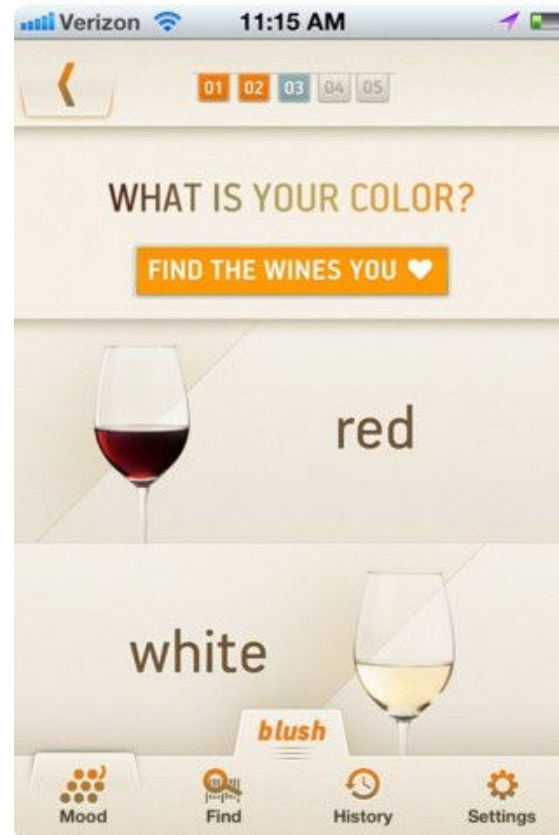 Verizon 11:15 AM
01 02 03 04 05
WHAT IS YOUR COLOR?
FIND THE WINES YOU
red
white
blush
Mood Find History Settings